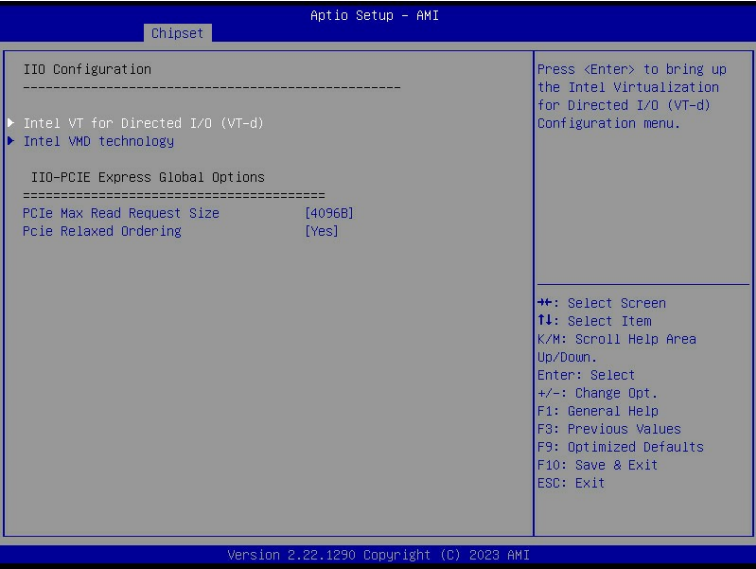 Aptio Setup – AMI
Chipset
IIO Configuration
--------------------------------------------------
▶ Intel VT for Directed I/O (VT-d)
▶ Intel VMD technology
IIO-PCIE Express Global Options
========================================
PCIe Max Read Request Size [4096B]
Pcie Relaxed Ordering [Yes]
Press <Enter> to bring up
the Intel Virtualization
for Directed I/O (VT-d)
Configuration menu.
→←: Select Screen
↑↓: Select Item
K/M: Scroll Help Area
Up/Down.
Enter: Select
+/-: Change Opt.
F1: General Help
F3: Previous Values
F9: Optimized Defaults
F10: Save & Exit
ESC: Exit
Version 2.22.1290 Copyright (C) 2023 AMI